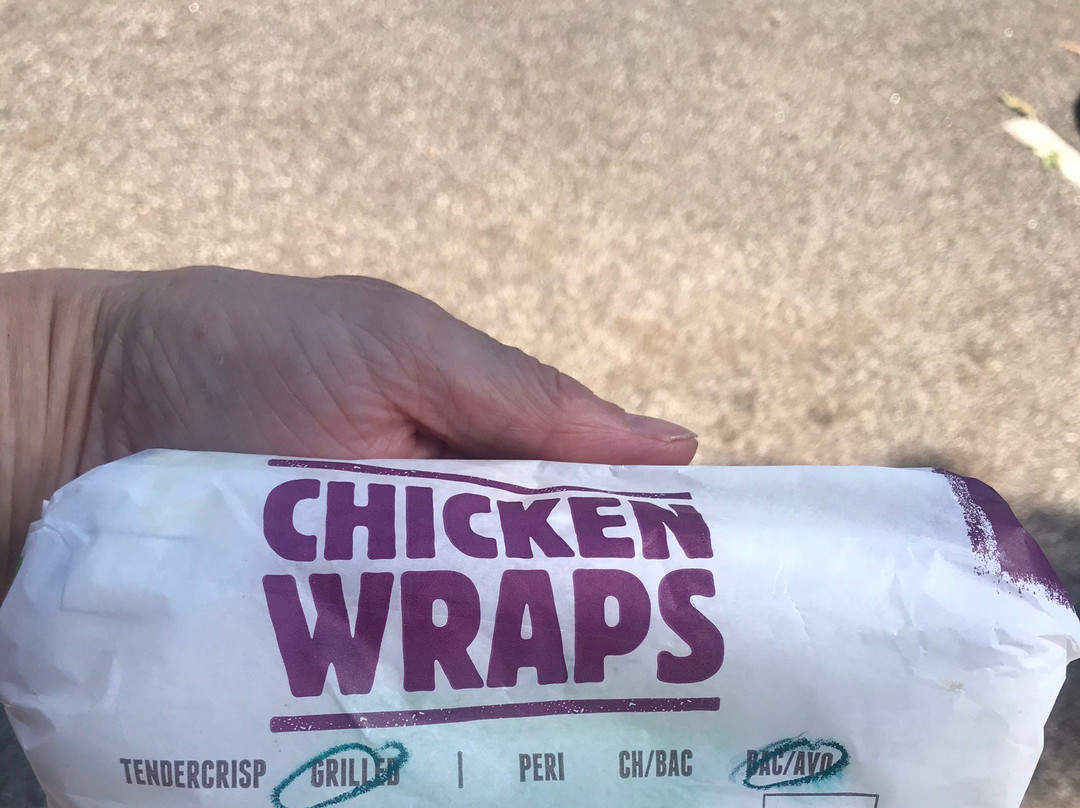 CHICKEN
WRAPS
TENDERCRISP GRILLED | PERI CH/BAC BAC/AVO